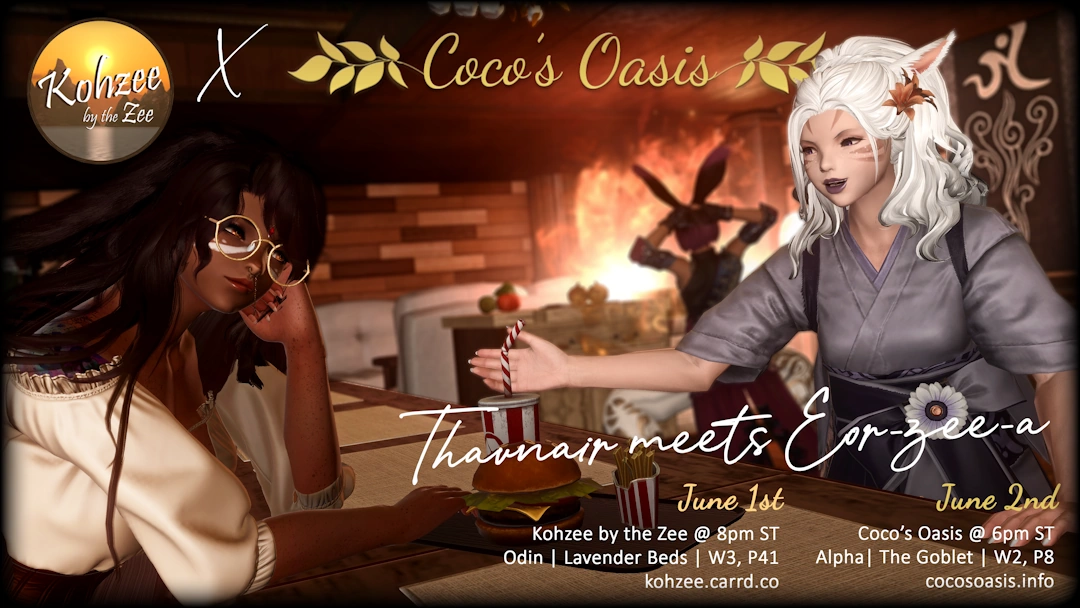 Kohzee
by the Zee
X
Coco's Oasis
Thavnair meets Eor-zee-a
June 1st
Kohzee by the Zee @ 8pm ST
Odin | Lavender Beds | W3, P41
kohzee.carrd.co
June 2nd
Coco's Oasis @ 6pm ST
Alpha| The Goblet | W2, P8
cocosoasis.info